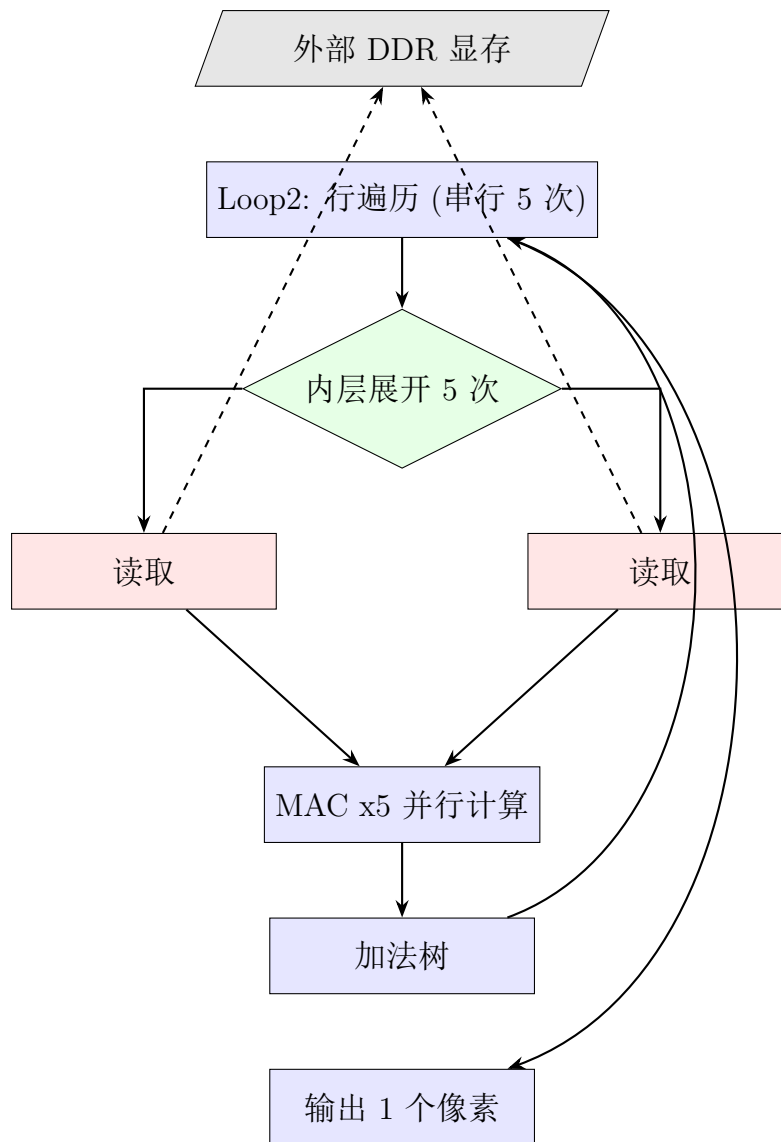 外部 DDR 显存
Loop2: 行遍历 (串行 5 次)
内层展开 5 次
读取
读取
MAC x5 并行计算
加法树
输出 1 个像素